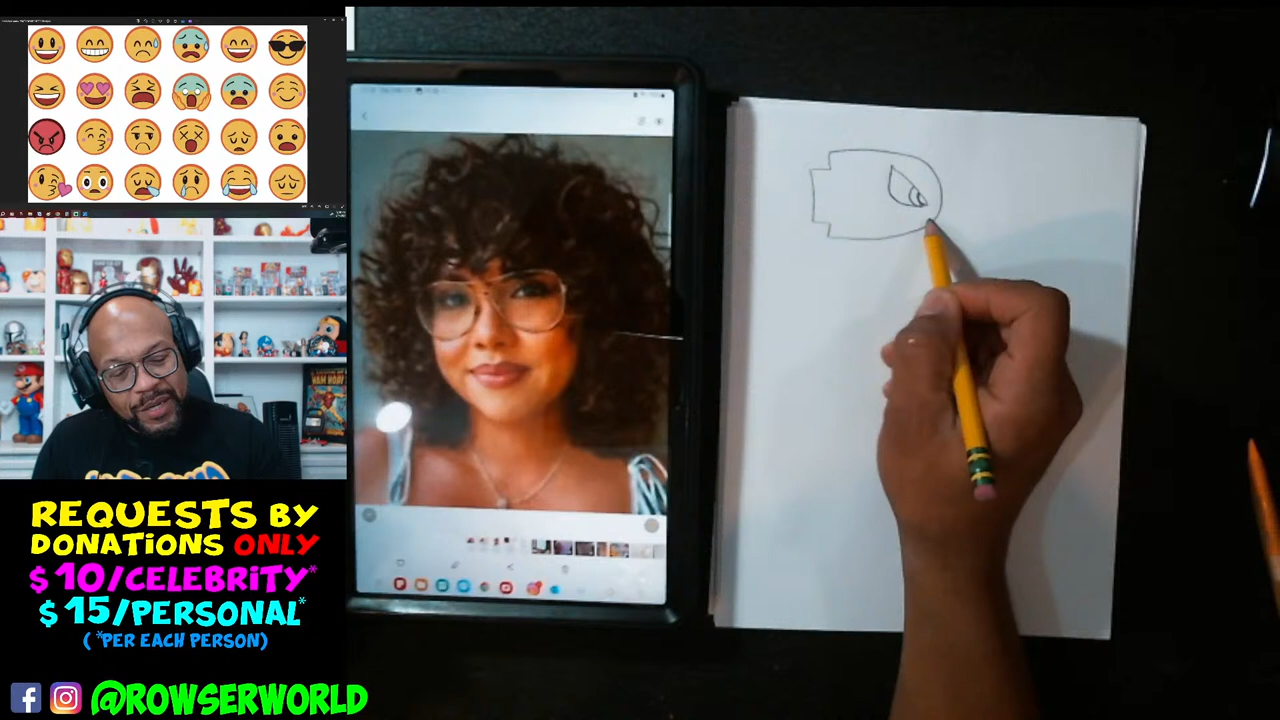 REQUESTS BY
DONATIONS ONLY
$10/CELEBRITY*
$15/PERSONAL*
(*PER EACH PERSON)
@ROWSERWORLD